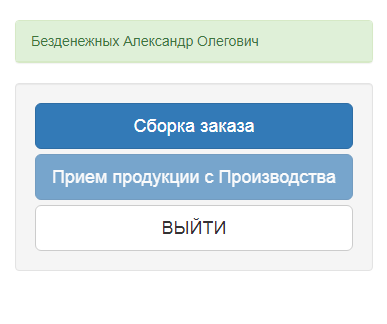 Безденежных Александр Олегович
Сборка заказа
Прием продукции с Производства
ВЫЙТИ